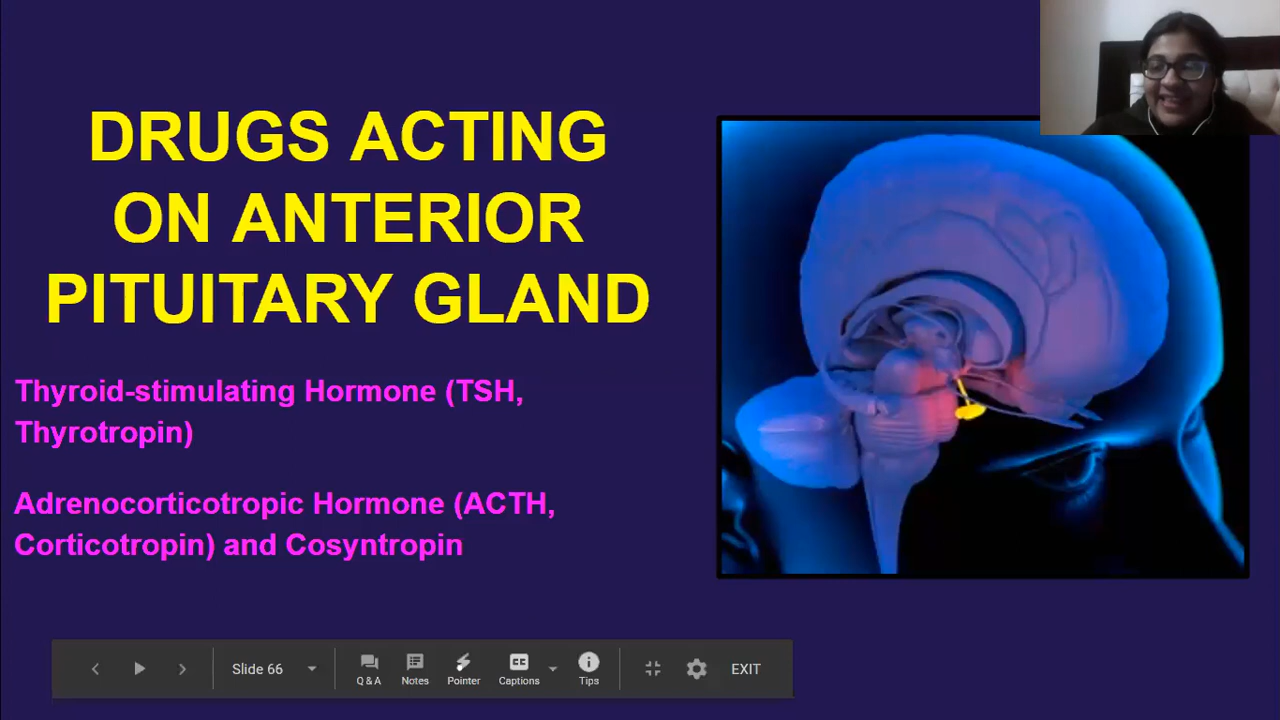 DRUGS ACTING
ON ANTERIOR
PITUITARY GLAND
Thyroid-stimulating Hormone (TSH,
Thyrotropin)
Adrenocorticotropic Hormone (ACTH,
Corticotropin) and Cosyntropin
Slide 66
Q & A
Notes
Pointer
CC
Captions
Tips
EXIT